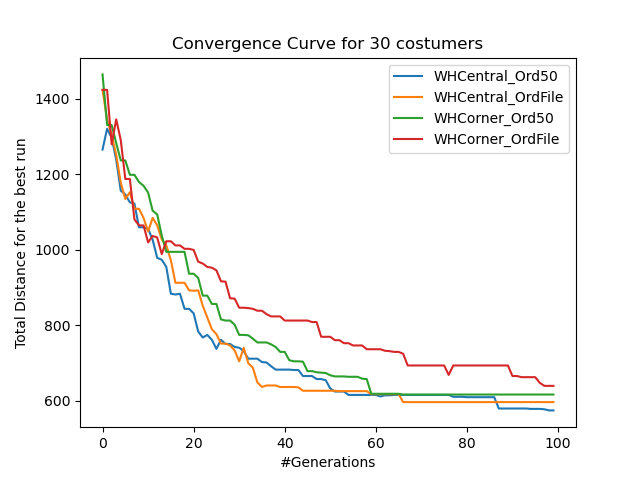 Convergence Curve for 30 costumers
WHCentral_Ord50
WHCentral_OrdFile
WHCorner_Ord50
WHCorner_OrdFile
Total Distance for the best run
1400
1200
1000
800
600
0 20 40 60 80 100
#Generations